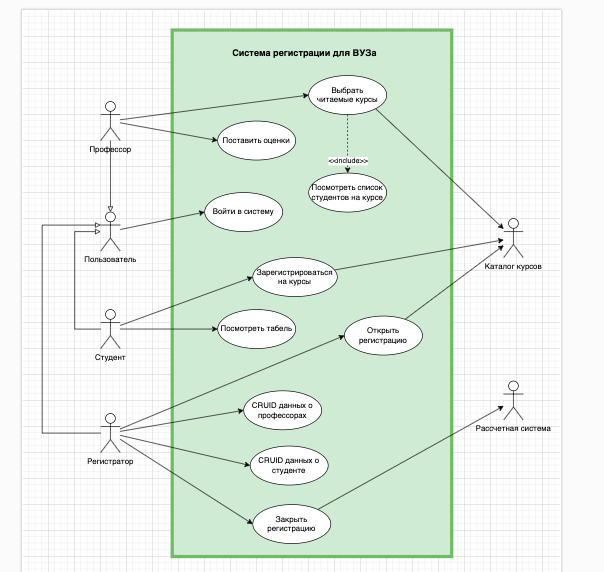 Система регистрации для ВУЗа
Выбрать
читаемые курсы
Профессор
Поставить оценки
<<include>>
Посмотреть список
студентов на курсе
Войти в систему
Пользователь
Каталог курсов
Зарегистрироваться
на курсы
Посмотреть табель
Открыть
регистрацию
Студент
CRUID данных о
профессорах
Рассчетная система
Регистратор
CRUID данных о
студенте
Закрыть
регистрацию